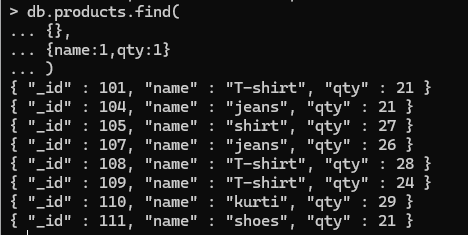 > db.products.find(
... {},
... {name:1,qty:1}
... )
{ "_id" : 101, "name" : "T-shirt", "qty" : 21 }
{ "_id" : 104, "name" : "jeans", "qty" : 21 }
{ "_id" : 105, "name" : "shirt", "qty" : 27 }
{ "_id" : 107, "name" : "jeans", "qty" : 26 }
{ "_id" : 108, "name" : "T-shirt", "qty" : 28 }
{ "_id" : 109, "name" : "T-shirt", "qty" : 24 }
{ "_id" : 110, "name" : "kurti", "qty" : 29 }
{ "_id" : 111, "name" : "shoes", "qty" : 21 }